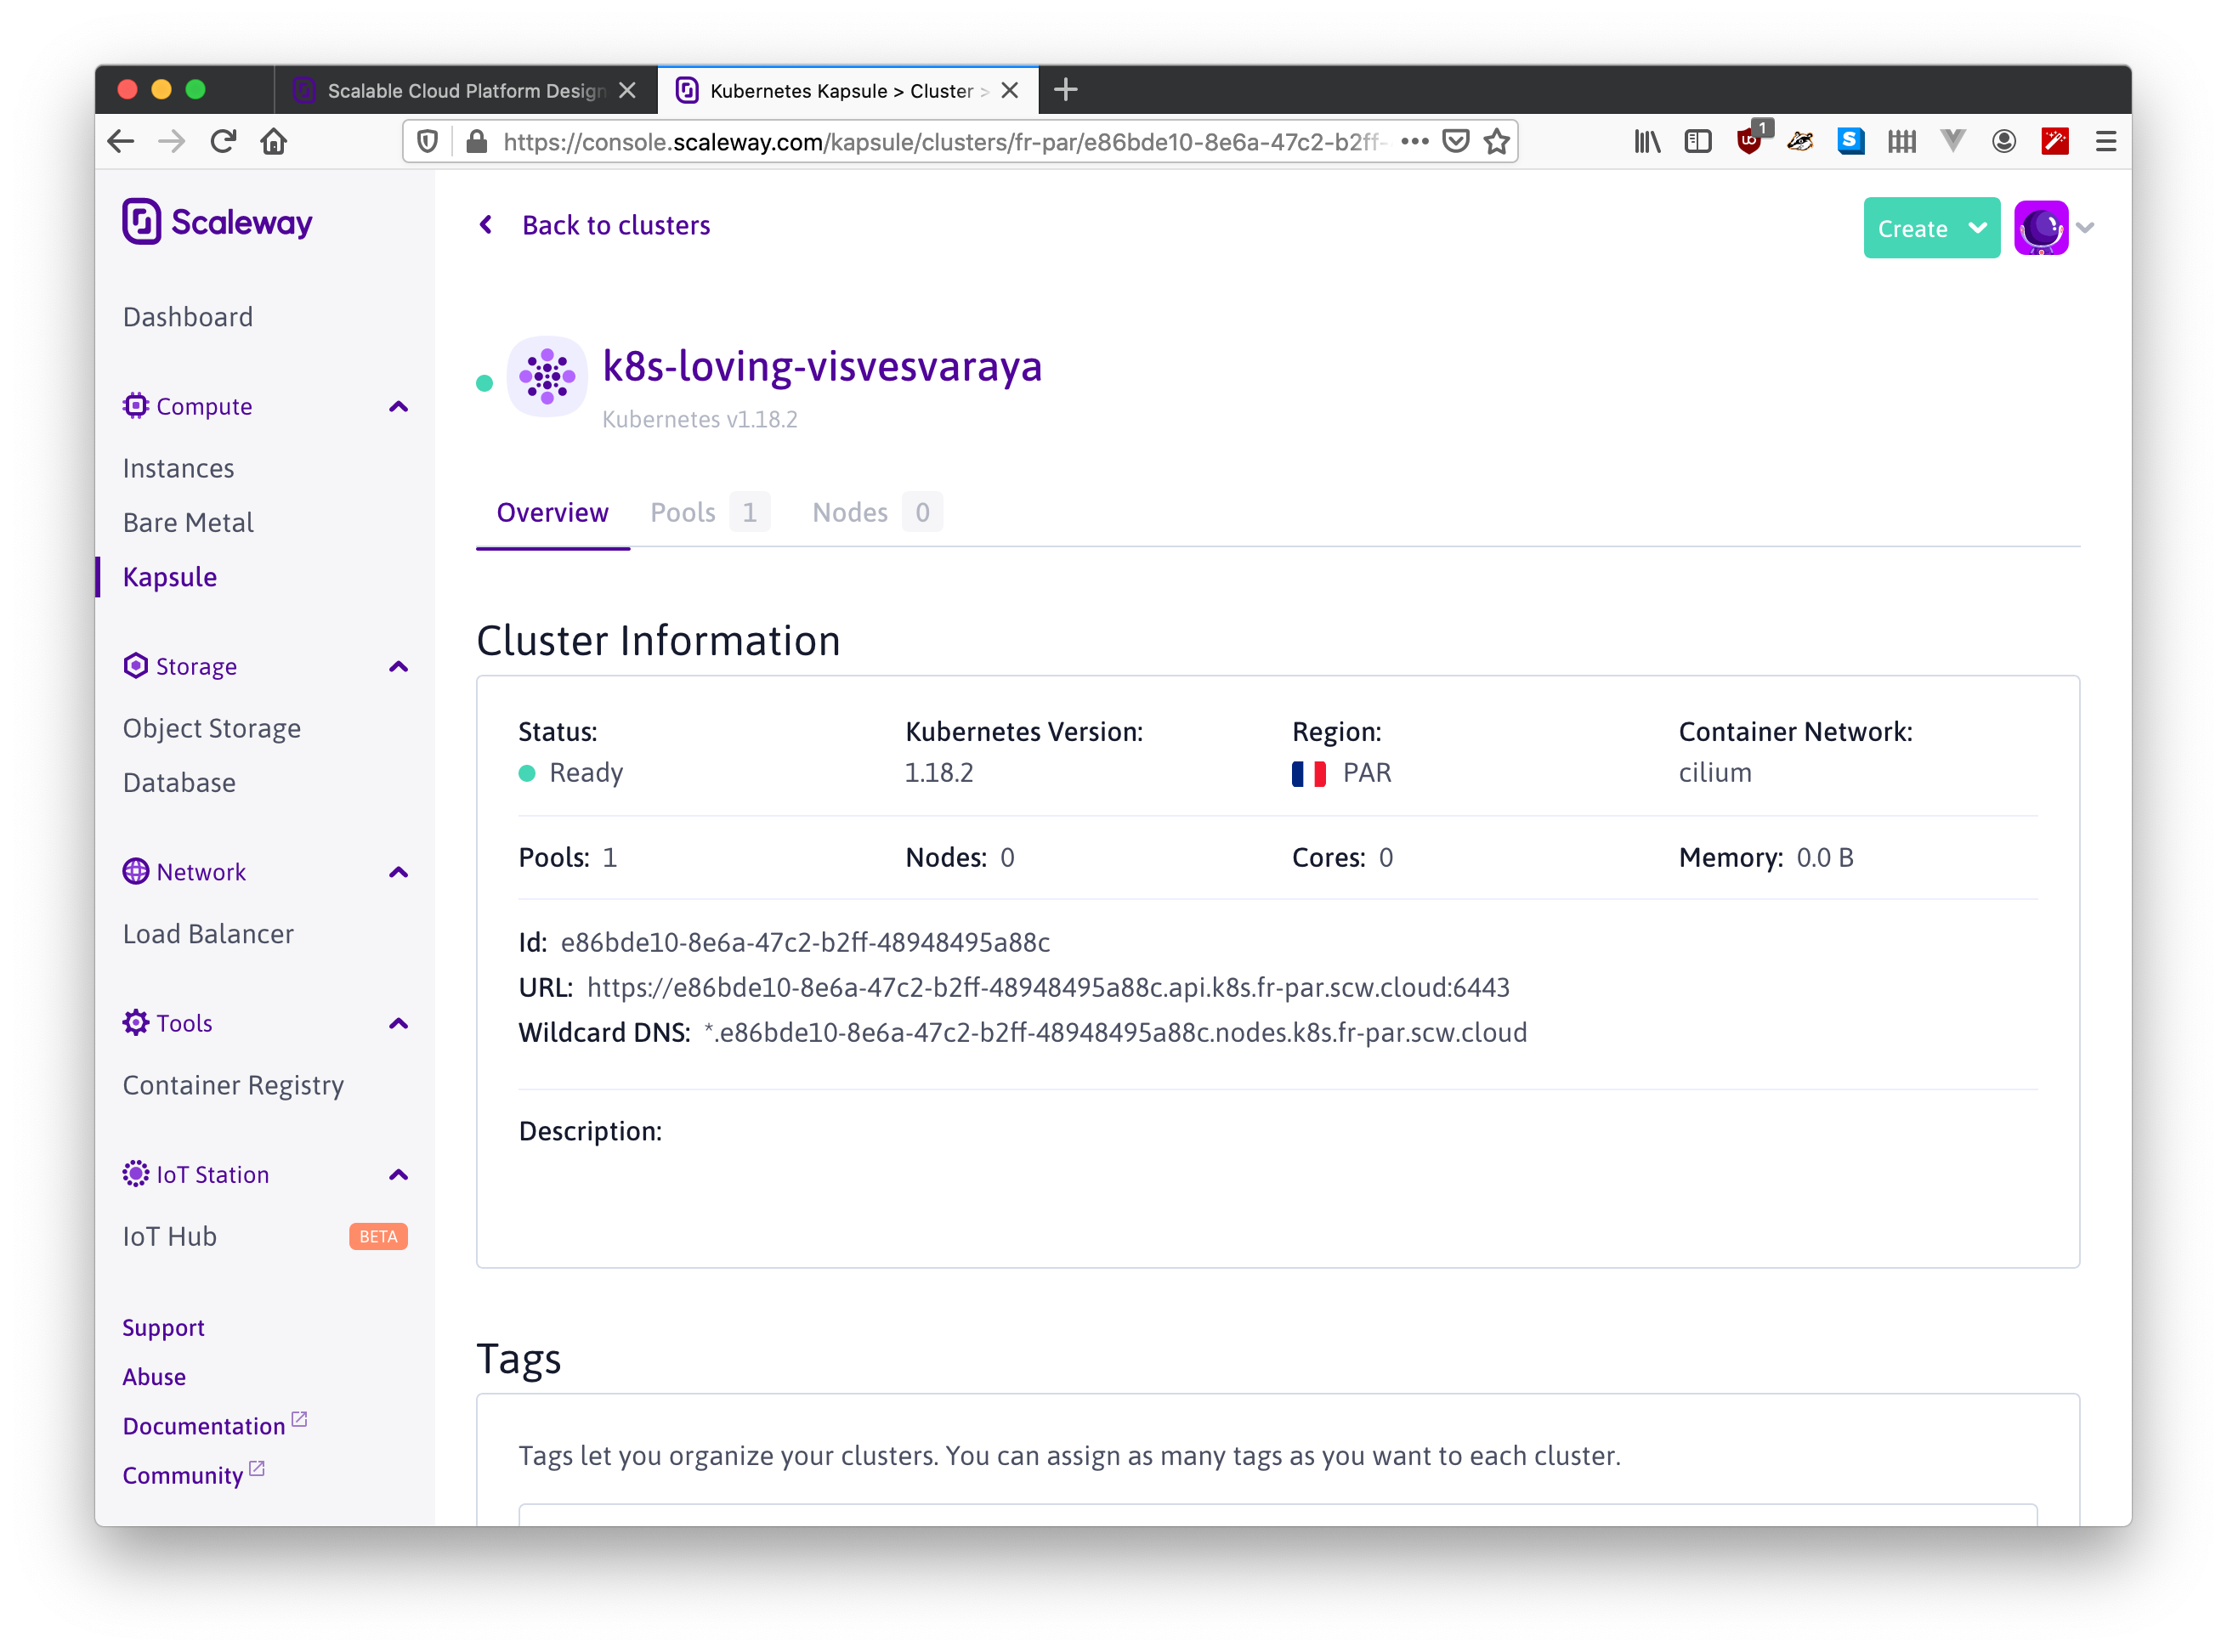 Scalable Cloud Platform Design
Kubernetes Kapsule > Cluster >
https://console.scaleway.com/kapsule/clusters/fr-par/e86bde10-8e6a-47c2-b2ff-
1
S
Scaleway
Back to clusters
Create
Dashboard
k8s-loving-visvesvaraya
Kubernetes v1.18.2
Compute
Instances
Bare Metal
Kapsule
Overview Pools 1 Nodes 0
Storage
Object Storage
Database
Network
Load Balancer
Tools
Container Registry
IoT Station
IoT Hub BETA
Support
Abuse
Documentation
Community
Cluster Information
Status: Kubernetes Version: Region: Container Network:
Ready 1.18.2 PAR cilium
Pools: 1 Nodes: 0 Cores: 0 Memory: 0.0 B
Id: e86bde10-8e6a-47c2-b2ff-48948495a88c
URL: https://e86bde10-8e6a-47c2-b2ff-48948495a88c.api.k8s.fr-par.scw.cloud:6443
Wildcard DNS: *.e86bde10-8e6a-47c2-b2ff-48948495a88c.nodes.k8s.fr-par.scw.cloud
Description:
Tags
Tags let you organize your clusters. You can assign as many tags as you want to each cluster.